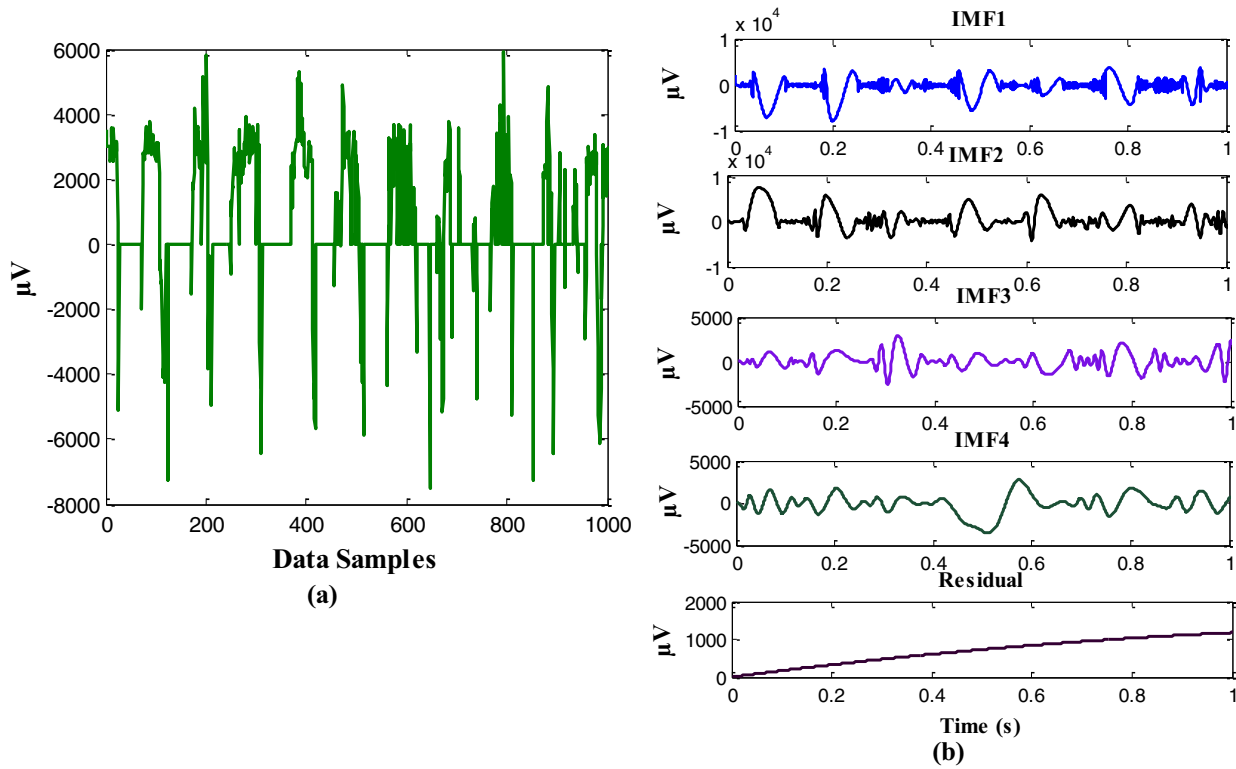 6000
4000
2000
0
-2000
-4000
-6000
-8000
µV
0 200 400 600 800 1000
Data Samples
(a)
IMF1
x 10^4
1
0
-1
µV
0 0.2 0.4 0.6 0.8 1
IMF2
x 10^4
1
0
-1
µV
0 0.2 0.4 0.6 0.8 1
IMF3
5000
0
-5000
µV
0 0.2 0.4 0.6 0.8 1
IMF4
5000
0
-5000
µV
0 0.2 0.4 0.6 0.8 1
Residual
2000
1000
0
µV
0 0.2 0.4 0.6 0.8 1
Time (s)
(b)